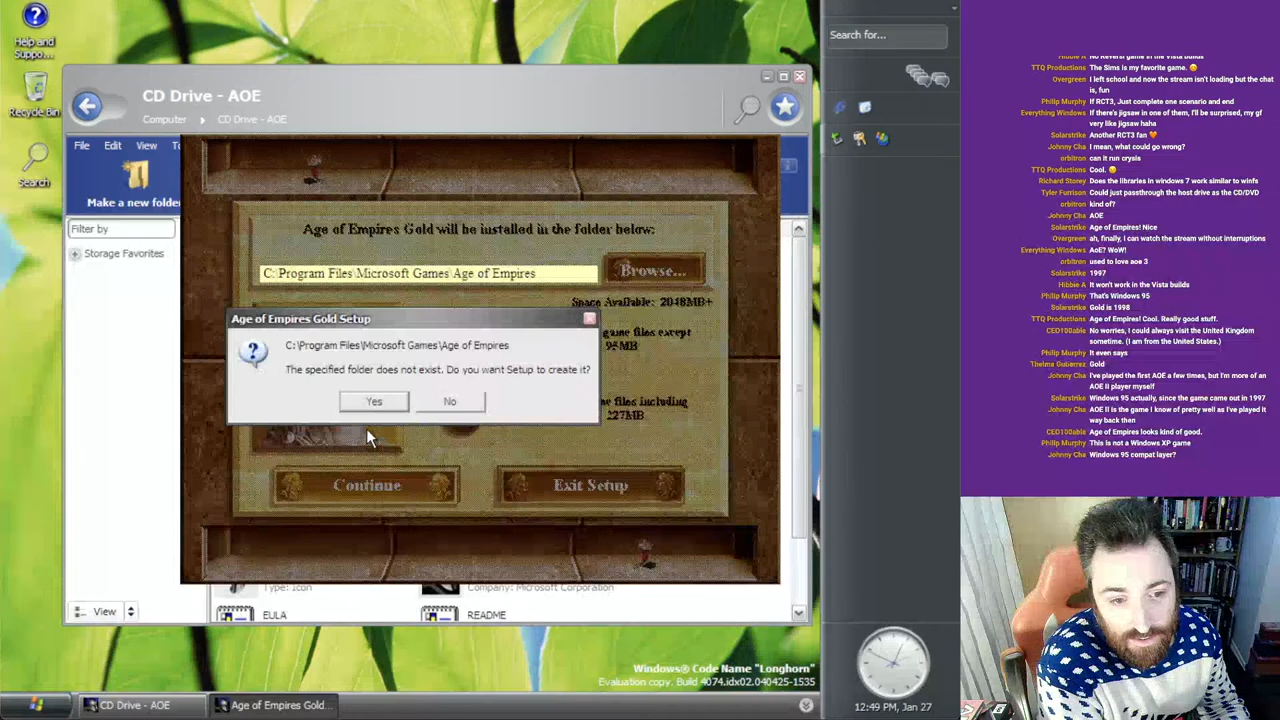 Help and
Suppo...
Recycle Bin
Search
CD Drive - AOE
Computer
CD Drive - AOE
File
Edit
View
Make a new folde
Filter by
Storage Favorites
Age of Empires Gold will be installed in the folder below:
C:\Program Files\Microsoft Games\Age of Empires
Browse...
Space Available: 2048MB+
game files except
95MB
Age of Empires Gold Setup
C:\Program Files\Microsoft Games\Age of Empires
The specified folder does not exist. Do you want Setup to create it?
Yes
No
me files including
227MB
Continue
Exit Setup
Type: Icon
Company: Microsoft Corporation
EULA
README
View
Search for...
Windows® Code Name "Longhorn"
Evaluation copy. Build 4074.idx02.040425-1535
CD Drive - AOE
Age of Empires Gold...
12:49 PM, Jan 27
TTQ Productions The Sims is my favorite game.
Overgreen I left school and now the stream isn't loading but the chat
is, fun
Philip Murphy If RCT3, Just complete one scenario and end
Everything Windows If there's jigsaw in one of them, I'll be surprised, my gf
very like jigsaw haha
Solarstrike Another RCT3 fan 🧡
Johnny Cha I mean, what could go wrong?
orbitron can it run crysis
TTQ Productions Cool.
Richard Storey Does the libraries in windows 7 work similar to winfs
Tyler Furrison Could just passthrough the host drive as the CD/DVD
orbitron kind of?
Johnny Cha AOE
Solarstrike Age of Empires! Nice
Overgreen ah, finally, I can watch the stream without interruptions
Everything Windows AoE? WoW!
orbitron used to love aoe 3
Solarstrike 1997
Hibbie A It won't work in the Vista builds
Philip Murphy That's Windows 95
Solarstrike Gold is 1998
TTQ Productions Age of Empires! Cool. Really good stuff.
CEO100able No worries, I could always visit the United Kingdom
sometime. (I am from the United States.)
Philip Murphy It even says
Thelma Gutierrez Gold
Johnny Cha I've played the first AOE a few times, but I'm more of an
AOE II player myself
Solarstrike Windows 95 actually, since the game came out in 1997
Johnny Cha AOE II is the game I know of pretty well as I've played it
way back then
CEO100able Age of Empires looks kind of good.
Philip Murphy This is not a Windows XP game
Johnny Cha Windows 95 compat layer?